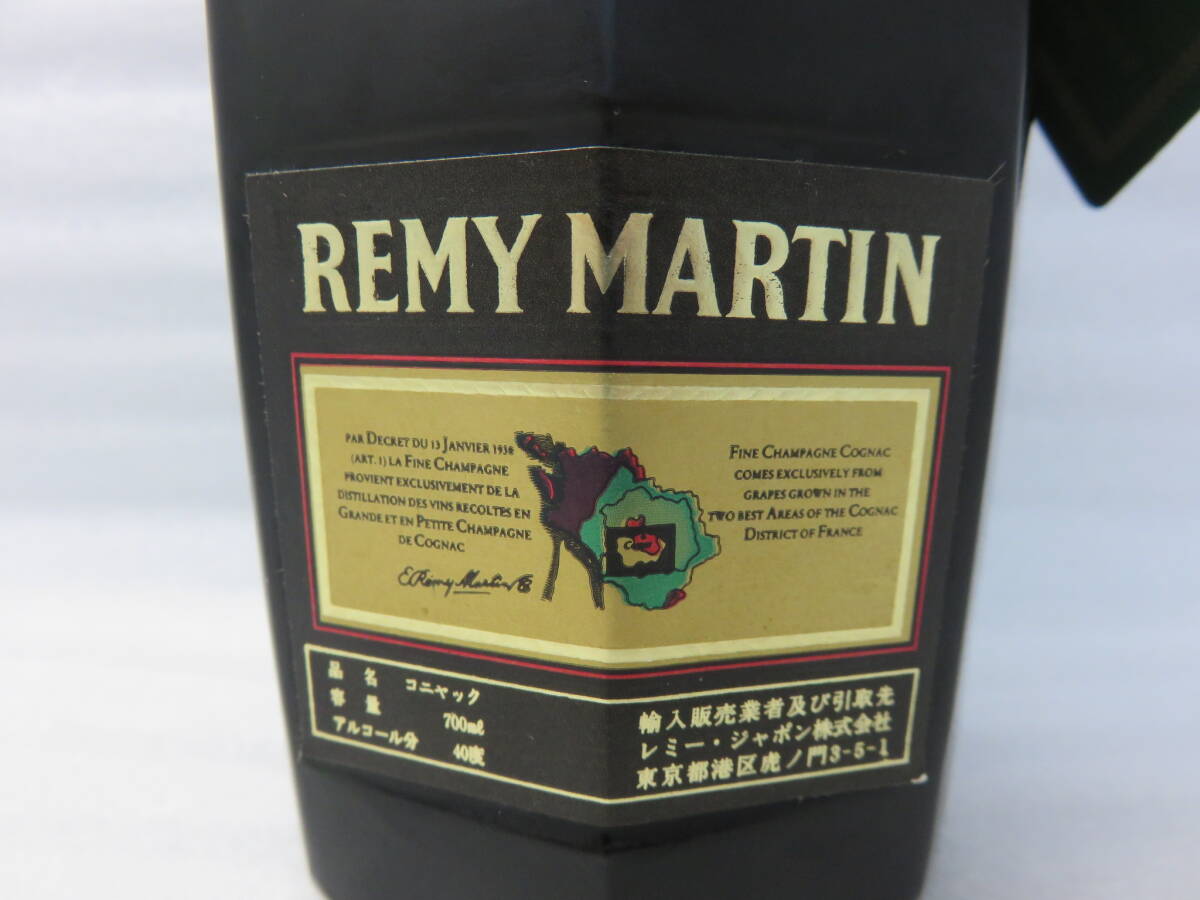 REMY MARTIN
PAR DECRET DU 13 JANVIER 1938
(ART. 1) LA FINE CHAMPAGNE
PROVIENT EXCLUSIVEMENT DE LA
DISTILLATION DES VINS RECOLTES EN
GRANDE ET EN PETITE CHAMPAGNE
DE COGNAC
E. Rémy Martin
FINE CHAMPAGNE COGNAC
COMES EXCLUSIVELY FROM
GRAPES GROWN IN THE
TWO BEST AREAS OF THE COGNAC
DISTRICT OF FRANCE
品名 コニャック
容量 700ml
アルコール分 40度
輸入販売業者及び引取先
レミー・ジャポン株式会社
東京都港区虎ノ門3-5-1